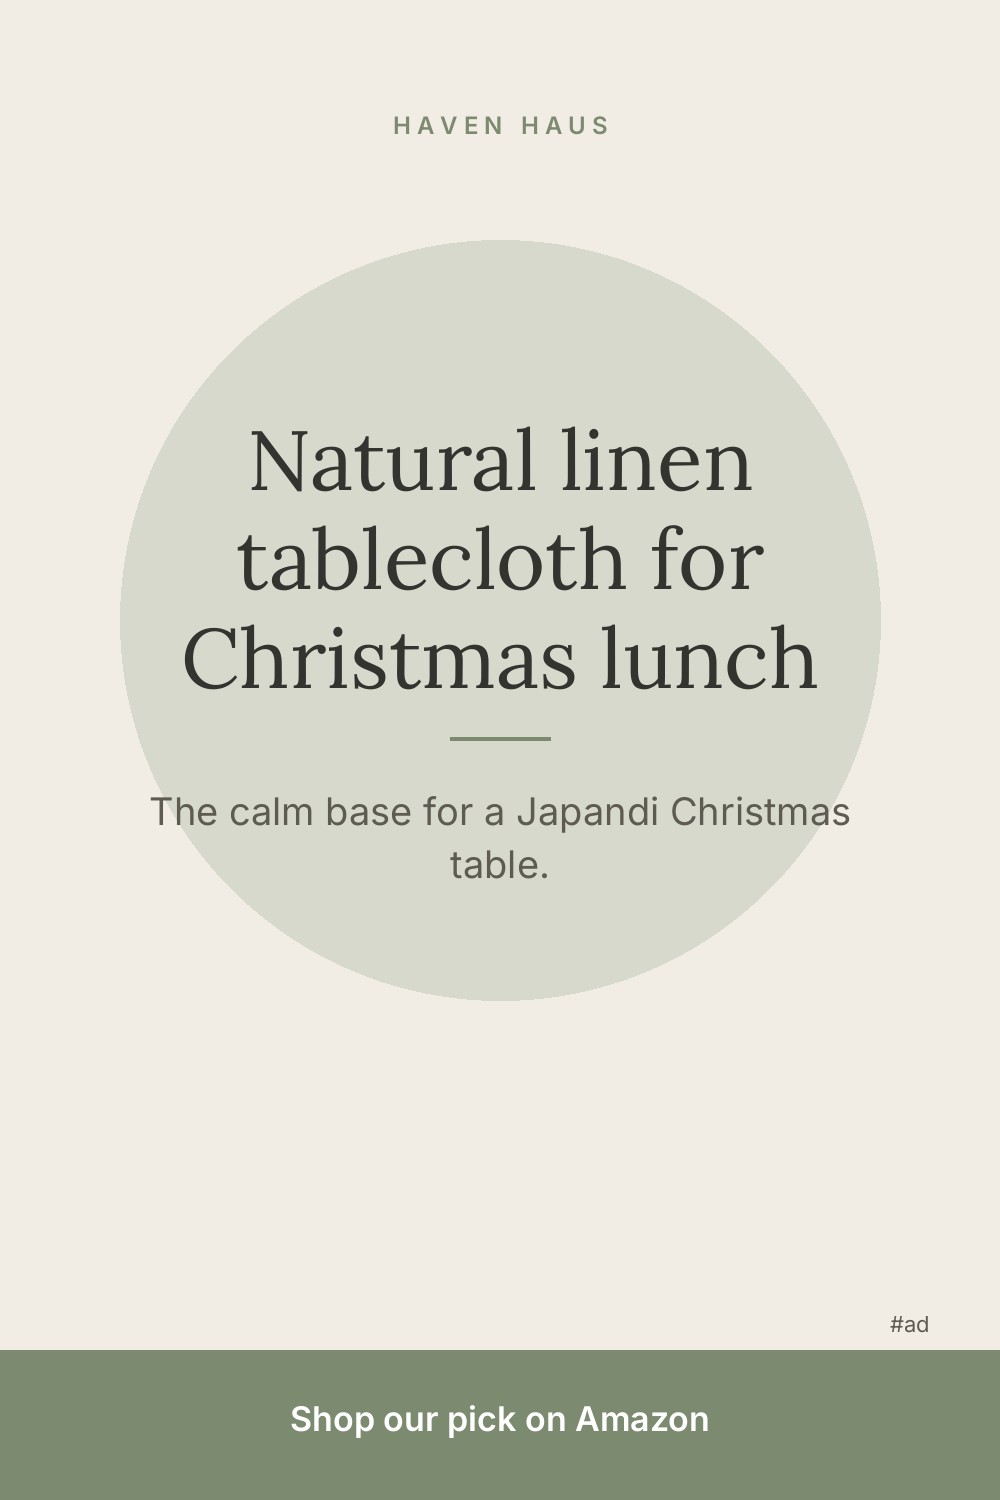 HAVEN HAUS
Natural linen
tablecloth for
Christmas lunch
The calm base for a Japandi Christmas
table.
#ad
Shop our pick on Amazon